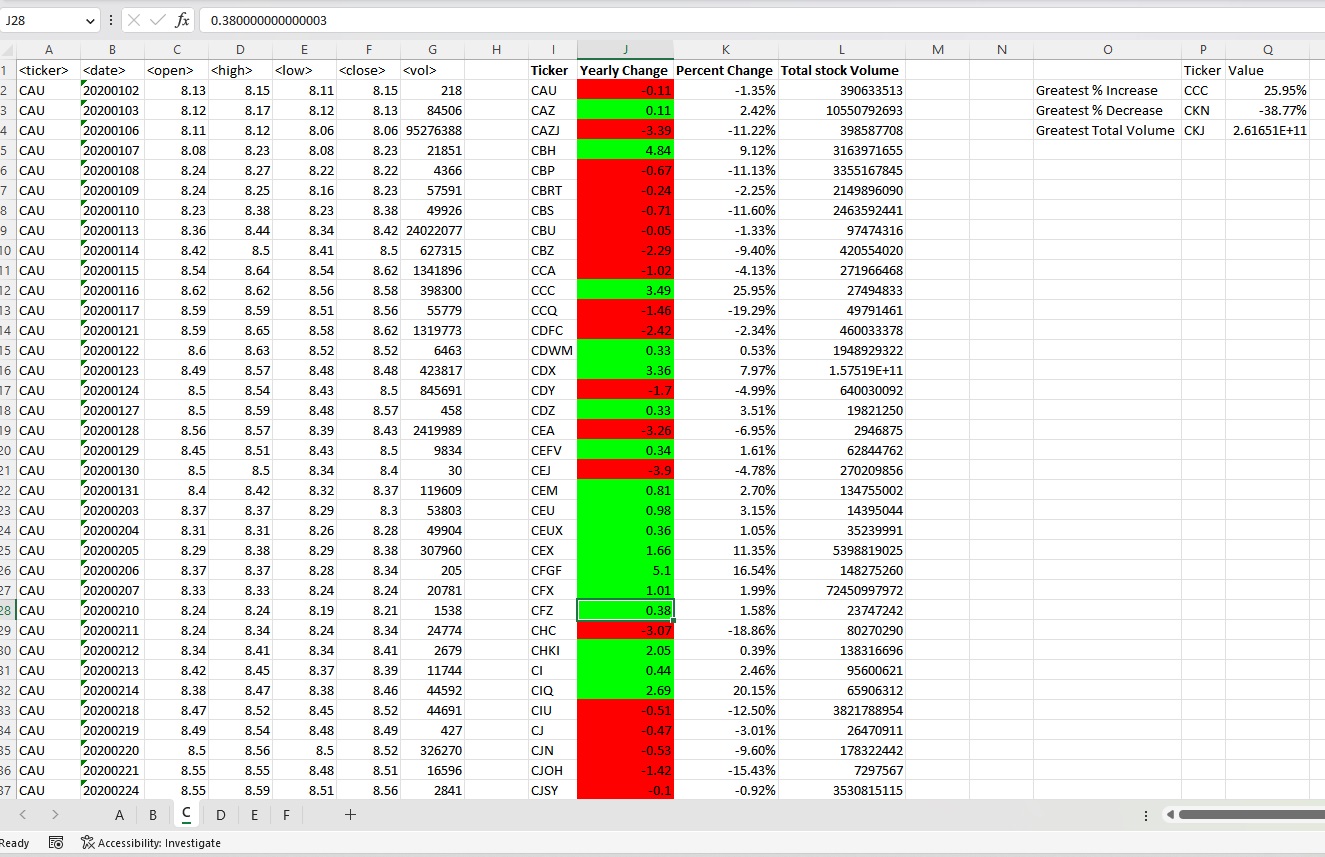 J28 fx 0.380000000000003
A B C D E F G H I J K L M N O P Q
1 <ticker> <date> <open> <high> <low> <close> <vol> Ticker Yearly Change Percent Change Total stock Volume Ticker Value
2 CAU 20200102 8.13 8.15 8.11 8.15 218 CAU -0.11 -1.35% 390633513 Greatest % Increase CCC 25.95%
3 CAU 20200103 8.12 8.17 8.12 8.13 84506 CAZ 0.11 2.42% 10550792693 Greatest % Decrease CKN -38.77%
4 CAU 20200106 8.11 8.12 8.06 8.06 95276388 CAZJ -3.39 -11.22% 398587708 Greatest Total Volume CKJ 2.61651E+11
5 CAU 20200107 8.08 8.23 8.08 8.23 21851 CBH 4.84 9.12% 3163971655
6 CAU 20200108 8.24 8.27 8.22 8.22 4366 CBP -0.67 -11.13% 3355167845
7 CAU 20200109 8.24 8.25 8.16 8.23 57591 CBRT -0.24 -2.25% 2149896090
8 CAU 20200110 8.23 8.38 8.23 8.38 49926 CBS -0.71 -11.60% 2463592441
9 CAU 20200113 8.36 8.44 8.34 8.42 24022077 CBU -0.05 -1.33% 97474316
10 CAU 20200114 8.42 8.5 8.41 8.5 627315 CBZ -2.29 -9.40% 420554020
11 CAU 20200115 8.54 8.64 8.54 8.62 1341896 CCA -1.02 -4.13% 271966468
12 CAU 20200116 8.62 8.62 8.56 8.58 398300 CCC 3.49 25.95% 27494833
13 CAU 20200117 8.59 8.59 8.51 8.56 55779 CCQ -1.46 -19.29% 49791461
14 CAU 20200121 8.59 8.65 8.58 8.62 1319773 CDFC -2.42 -2.34% 460033378
15 CAU 20200122 8.6 8.63 8.52 8.52 6463 CDWM 0.33 0.53% 1948929322
16 CAU 20200123 8.49 8.57 8.48 8.48 423817 CDX 3.36 7.97% 1.57519E+11
17 CAU 20200124 8.5 8.54 8.43 8.5 845691 CDY -1.7 -4.99% 640030092
18 CAU 20200127 8.5 8.59 8.48 8.57 458 CDZ 0.33 3.51% 19821250
19 CAU 20200128 8.56 8.57 8.39 8.43 2419989 CEA -3.26 -6.95% 2946875
20 CAU 20200129 8.45 8.51 8.43 8.5 9834 CEFV 0.34 1.61% 62844762
21 CAU 20200130 8.5 8.5 8.34 8.4 30 CEJ -3.9 -4.78% 270209856
22 CAU 20200131 8.4 8.42 8.32 8.37 119609 CEM 0.81 2.70% 134755002
23 CAU 20200203 8.37 8.37 8.29 8.3 53803 CEU 0.98 3.15% 14395044
24 CAU 20200204 8.31 8.31 8.26 8.28 49904 CEUX 0.36 1.05% 35239991
25 CAU 20200205 8.29 8.38 8.29 8.38 307960 CEX 1.66 11.35% 5398819025
26 CAU 20200206 8.37 8.37 8.28 8.34 205 CFGF 5.1 16.54% 148275260
27 CAU 20200207 8.33 8.33 8.24 8.24 20781 CFX 1.01 1.99% 72450997972
28 CAU 20200210 8.24 8.24 8.19 8.21 1538 CFZ 0.38 1.58% 23747242
29 CAU 20200211 8.24 8.34 8.24 8.34 24774 CHC -3.07 -18.86% 80270290
30 CAU 20200212 8.34 8.41 8.34 8.41 2679 CHKI 2.05 0.39% 138316696
31 CAU 20200213 8.42 8.45 8.37 8.39 11744 CI 0.44 2.46% 95600621
32 CAU 20200214 8.38 8.47 8.38 8.46 44592 CIQ 2.69 20.15% 65906312
33 CAU 20200218 8.47 8.52 8.45 8.52 44691 CIU -0.51 -12.50% 3821788954
34 CAU 20200219 8.49 8.54 8.48 8.49 427 CJ -0.47 -3.01% 26470911
35 CAU 20200220 8.5 8.56 8.5 8.52 326270 CJN -0.53 -9.60% 178322442
36 CAU 20200221 8.55 8.55 8.48 8.51 16596 CJOH -1.42 -15.43% 7297567
37 CAU 20200224 8.55 8.59 8.51 8.56 2841 CJSY -0.1 -0.92% 3530815115
A B C D E F +
Ready Accessibility: Investigate